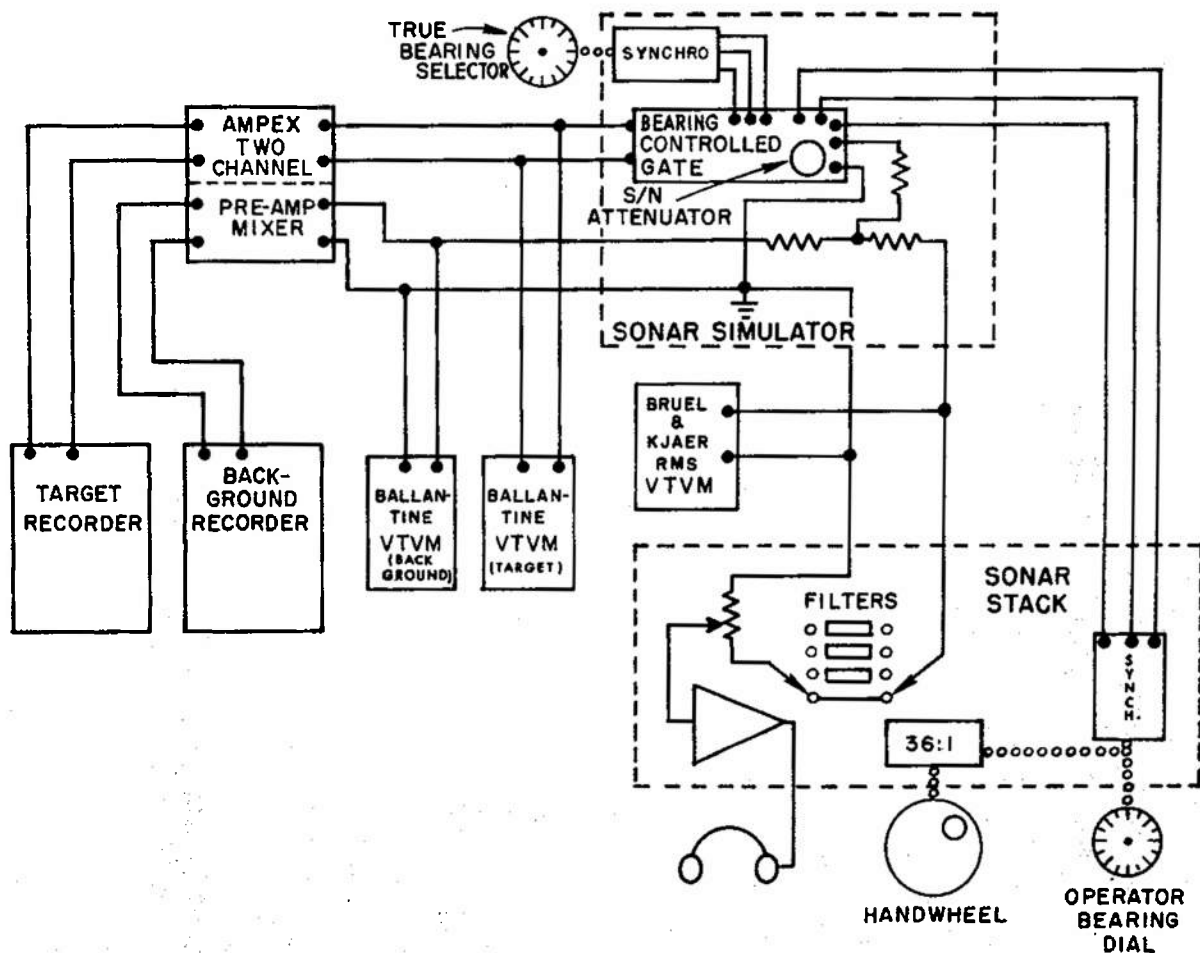 TRUE
BEARING
SELECTOR
SYNCHRO
AMPEX
TWO
CHANNEL
PRE-AMP
MIXER
BEARING
CONTROLLED
GATE
S/N
ATTENUATOR
SONAR SIMULATOR
BRUEL
&
KJAER
RMS
VTVM
TARGET
RECORDER
BACK-
GROUND
RECORDER
BALLAN-
TINE
VTVM
(BACK
GROUND)
BALLAN-
TINE
VTVM
(TARGET)
SONAR
STACK
FILTERS
SYNCH.
36:1
HANDWHEEL
OPERATOR
BEARING
DIAL